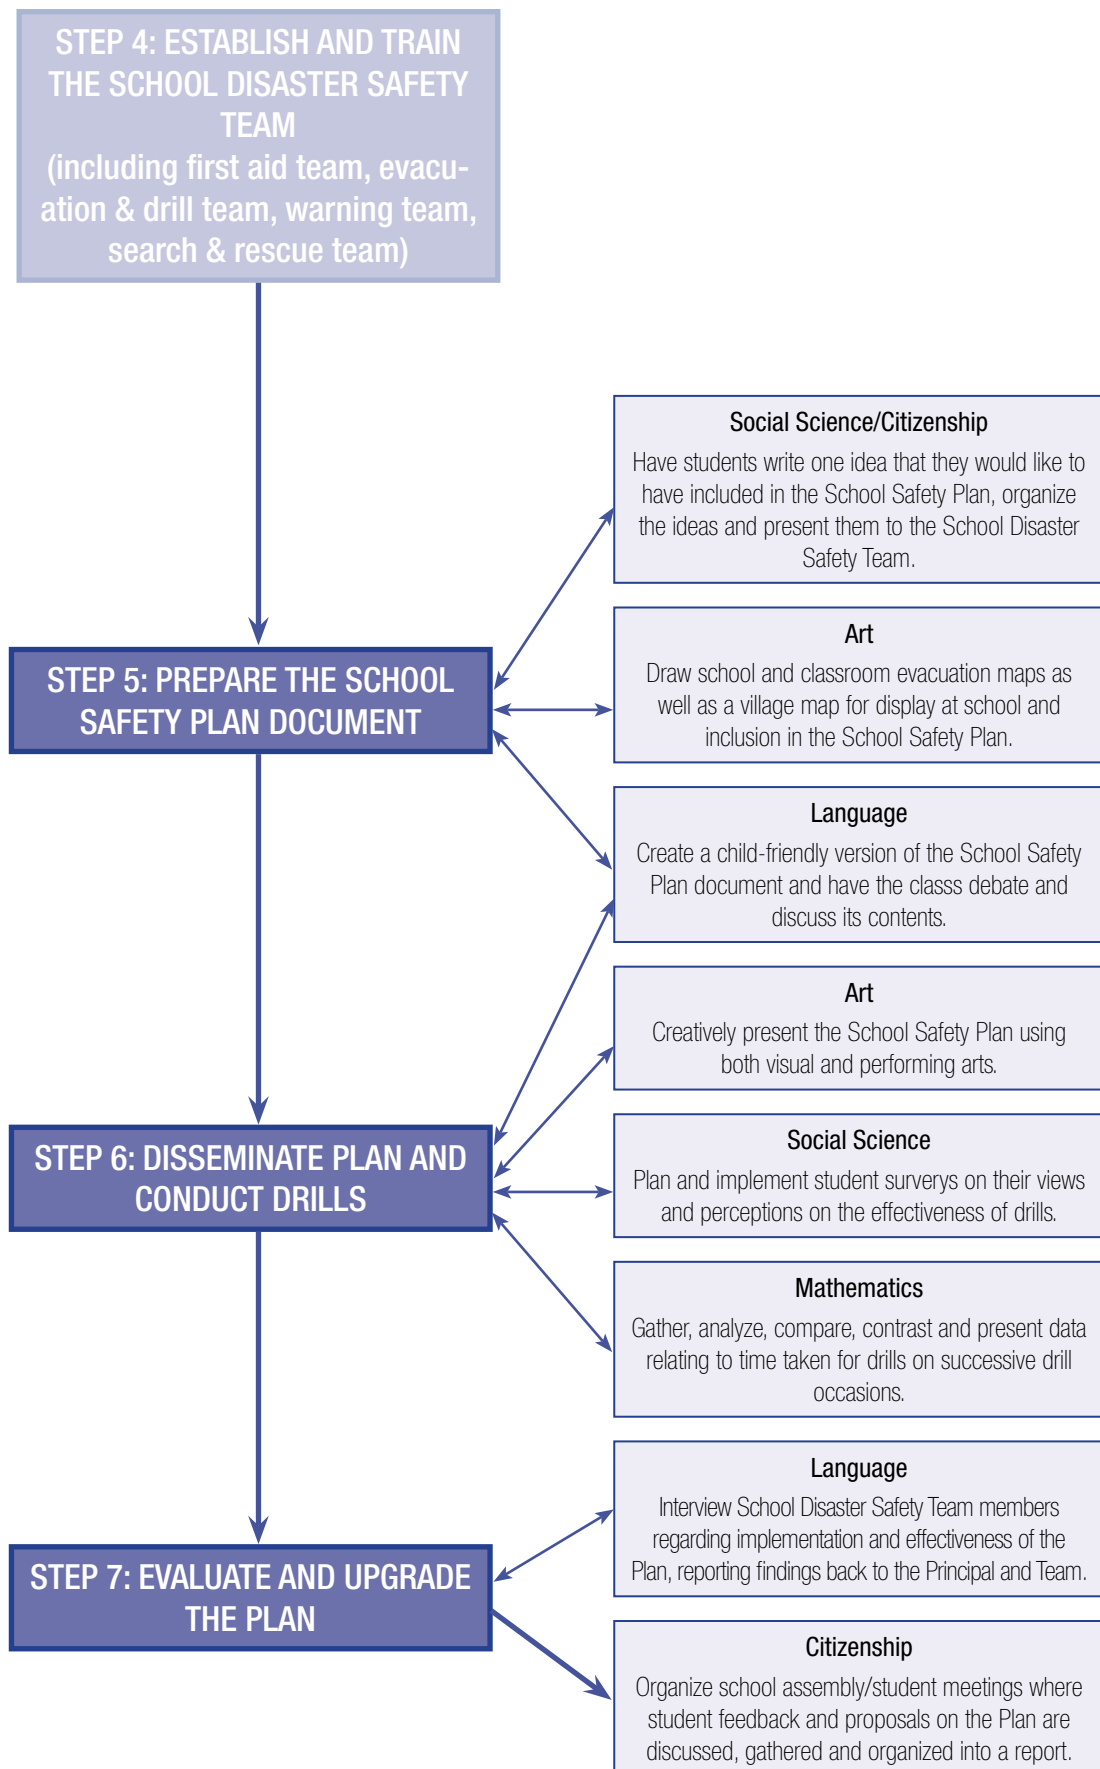 STEP 4: ESTABLISH AND TRAIN
THE SCHOOL DISASTER SAFETY
TEAM
(including first aid team, evacu-
ation & drill team, warning team,
search & rescue team)
Social Science/Citizenship
Have students write one idea that they would like to
have included in the School Safety Plan, organize
the ideas and present them to the School Disaster
Safety Team.
STEP 5: PREPARE THE SCHOOL
SAFETY PLAN DOCUMENT
Art
Draw school and classroom evacuation maps as
well as a village map for display at school and
inclusion in the School Safety Plan.
Language
Create a child-friendly version of the School Safety
Plan document and have the classs debate and
discuss its contents.
Art
Creatively present the School Safety Plan using
both visual and performing arts.
STEP 6: DISSEMINATE PLAN AND
CONDUCT DRILLS
Social Science
Plan and implement student surverys on their views
and perceptions on the effectiveness of drills.
Mathematics
Gather, analyze, compare, contrast and present data
relating to time taken for drills on successive drill
occasions.
Language
Interview School Disaster Safety Team members
regarding implementation and effectiveness of the
Plan, reporting findings back to the Principal and Team.
STEP 7: EVALUATE AND UPGRADE
THE PLAN
Citizenship
Organize school assembly/student meetings where
student feedback and proposals on the Plan are
discussed, gathered and organized into a report.